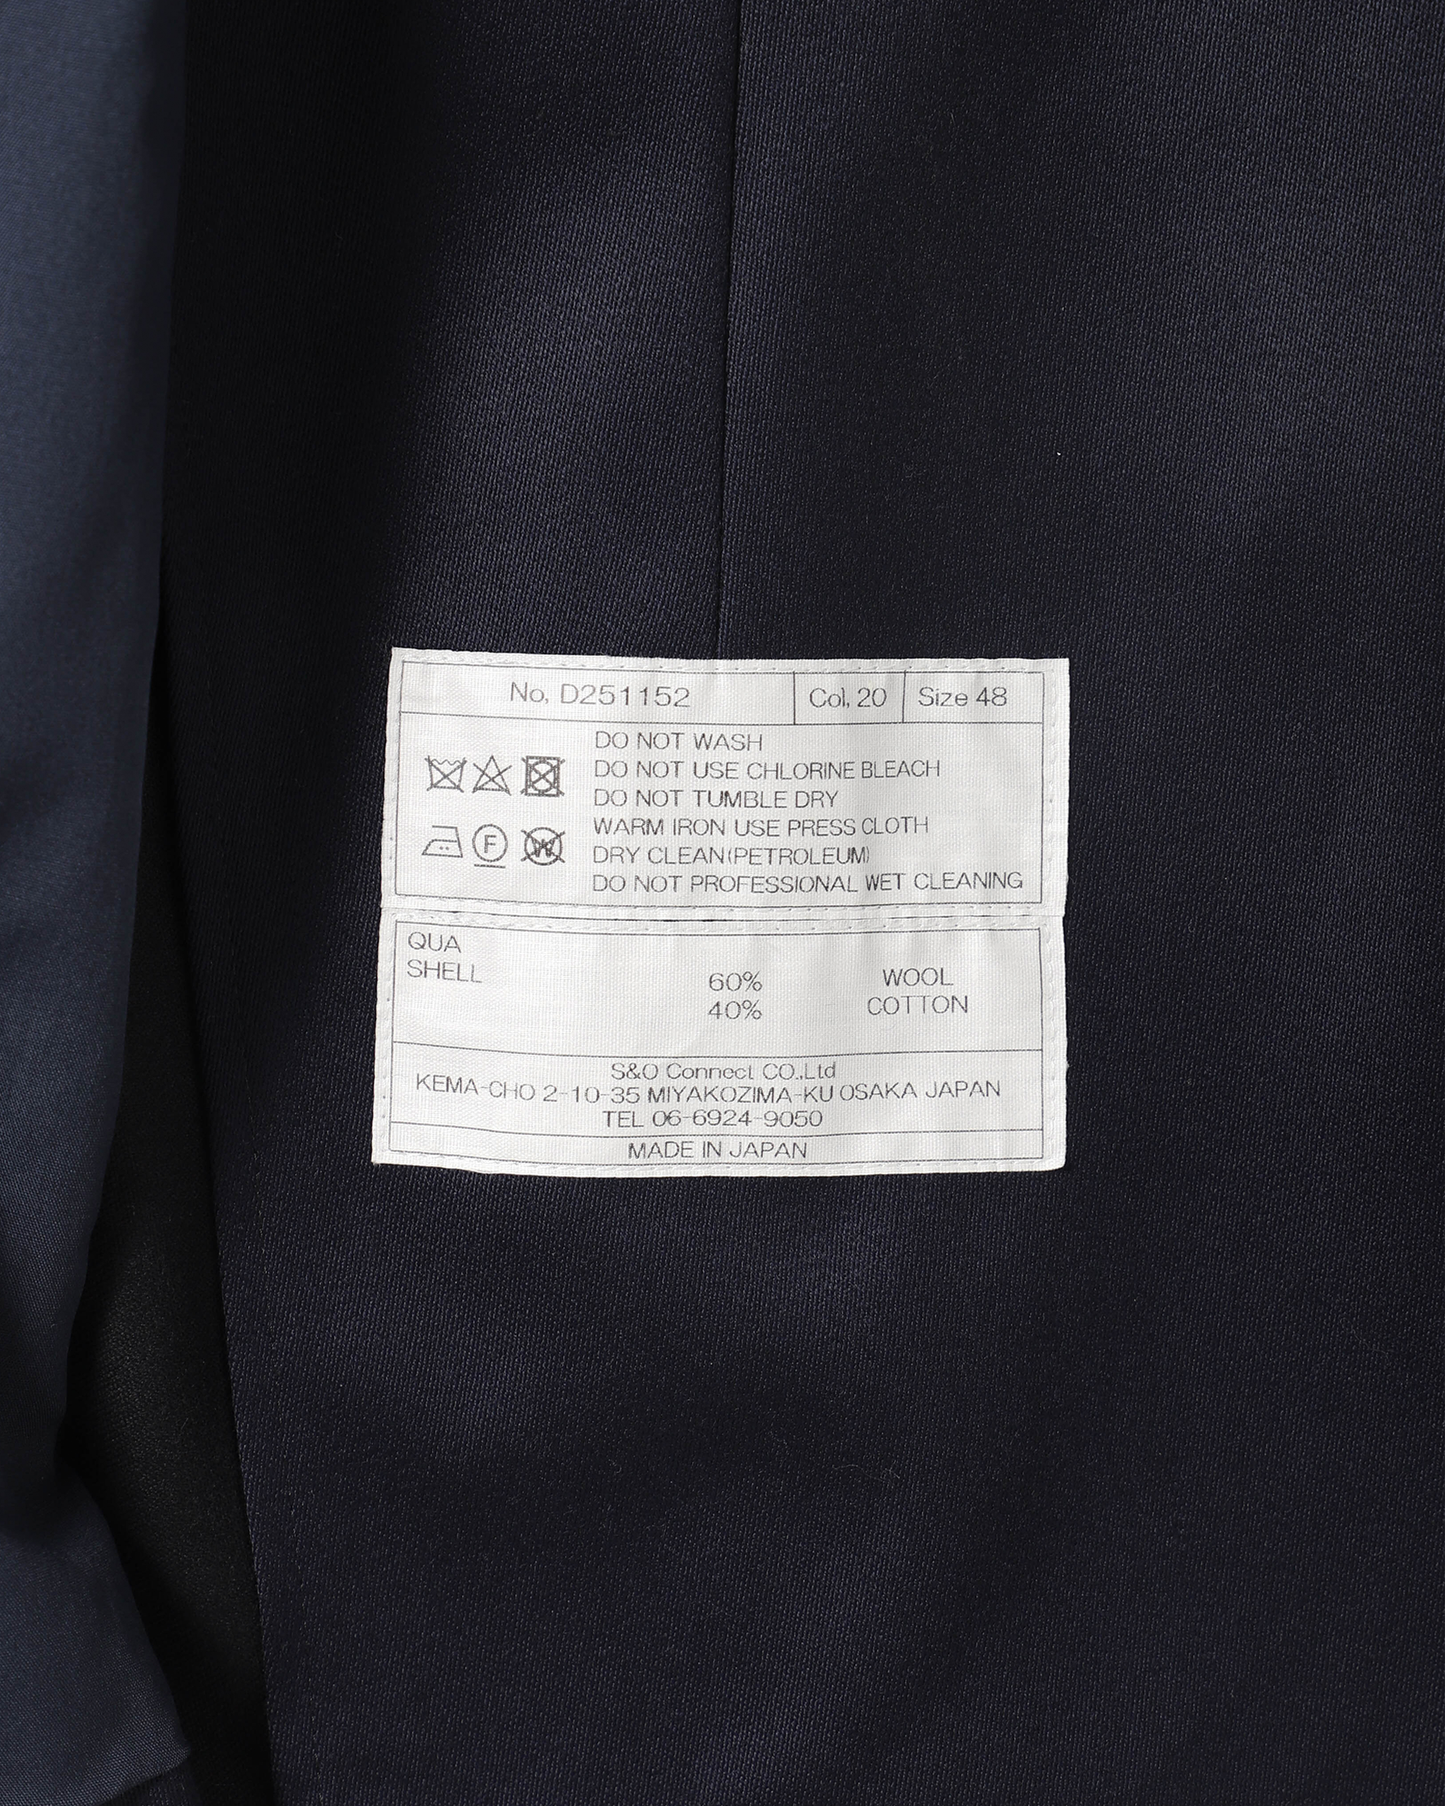 No, D251152 Col, 20 Size 48
DO NOT WASH
DO NOT USE CHLORINE BLEACH
DO NOT TUMBLE DRY
WARM IRON USE PRESS CLOTH
DRY CLEAN(PETROLEUM)
DO NOT PROFESSIONAL WET CLEANING
F W
QUA
SHELL 60% WOOL
40% COTTON
S&O Connect CO.,Ltd
KEMA-CHO 2-10-35 MIYAKOZIMA-KU OSAKA JAPAN
TEL 06-6924-9050
MADE IN JAPAN